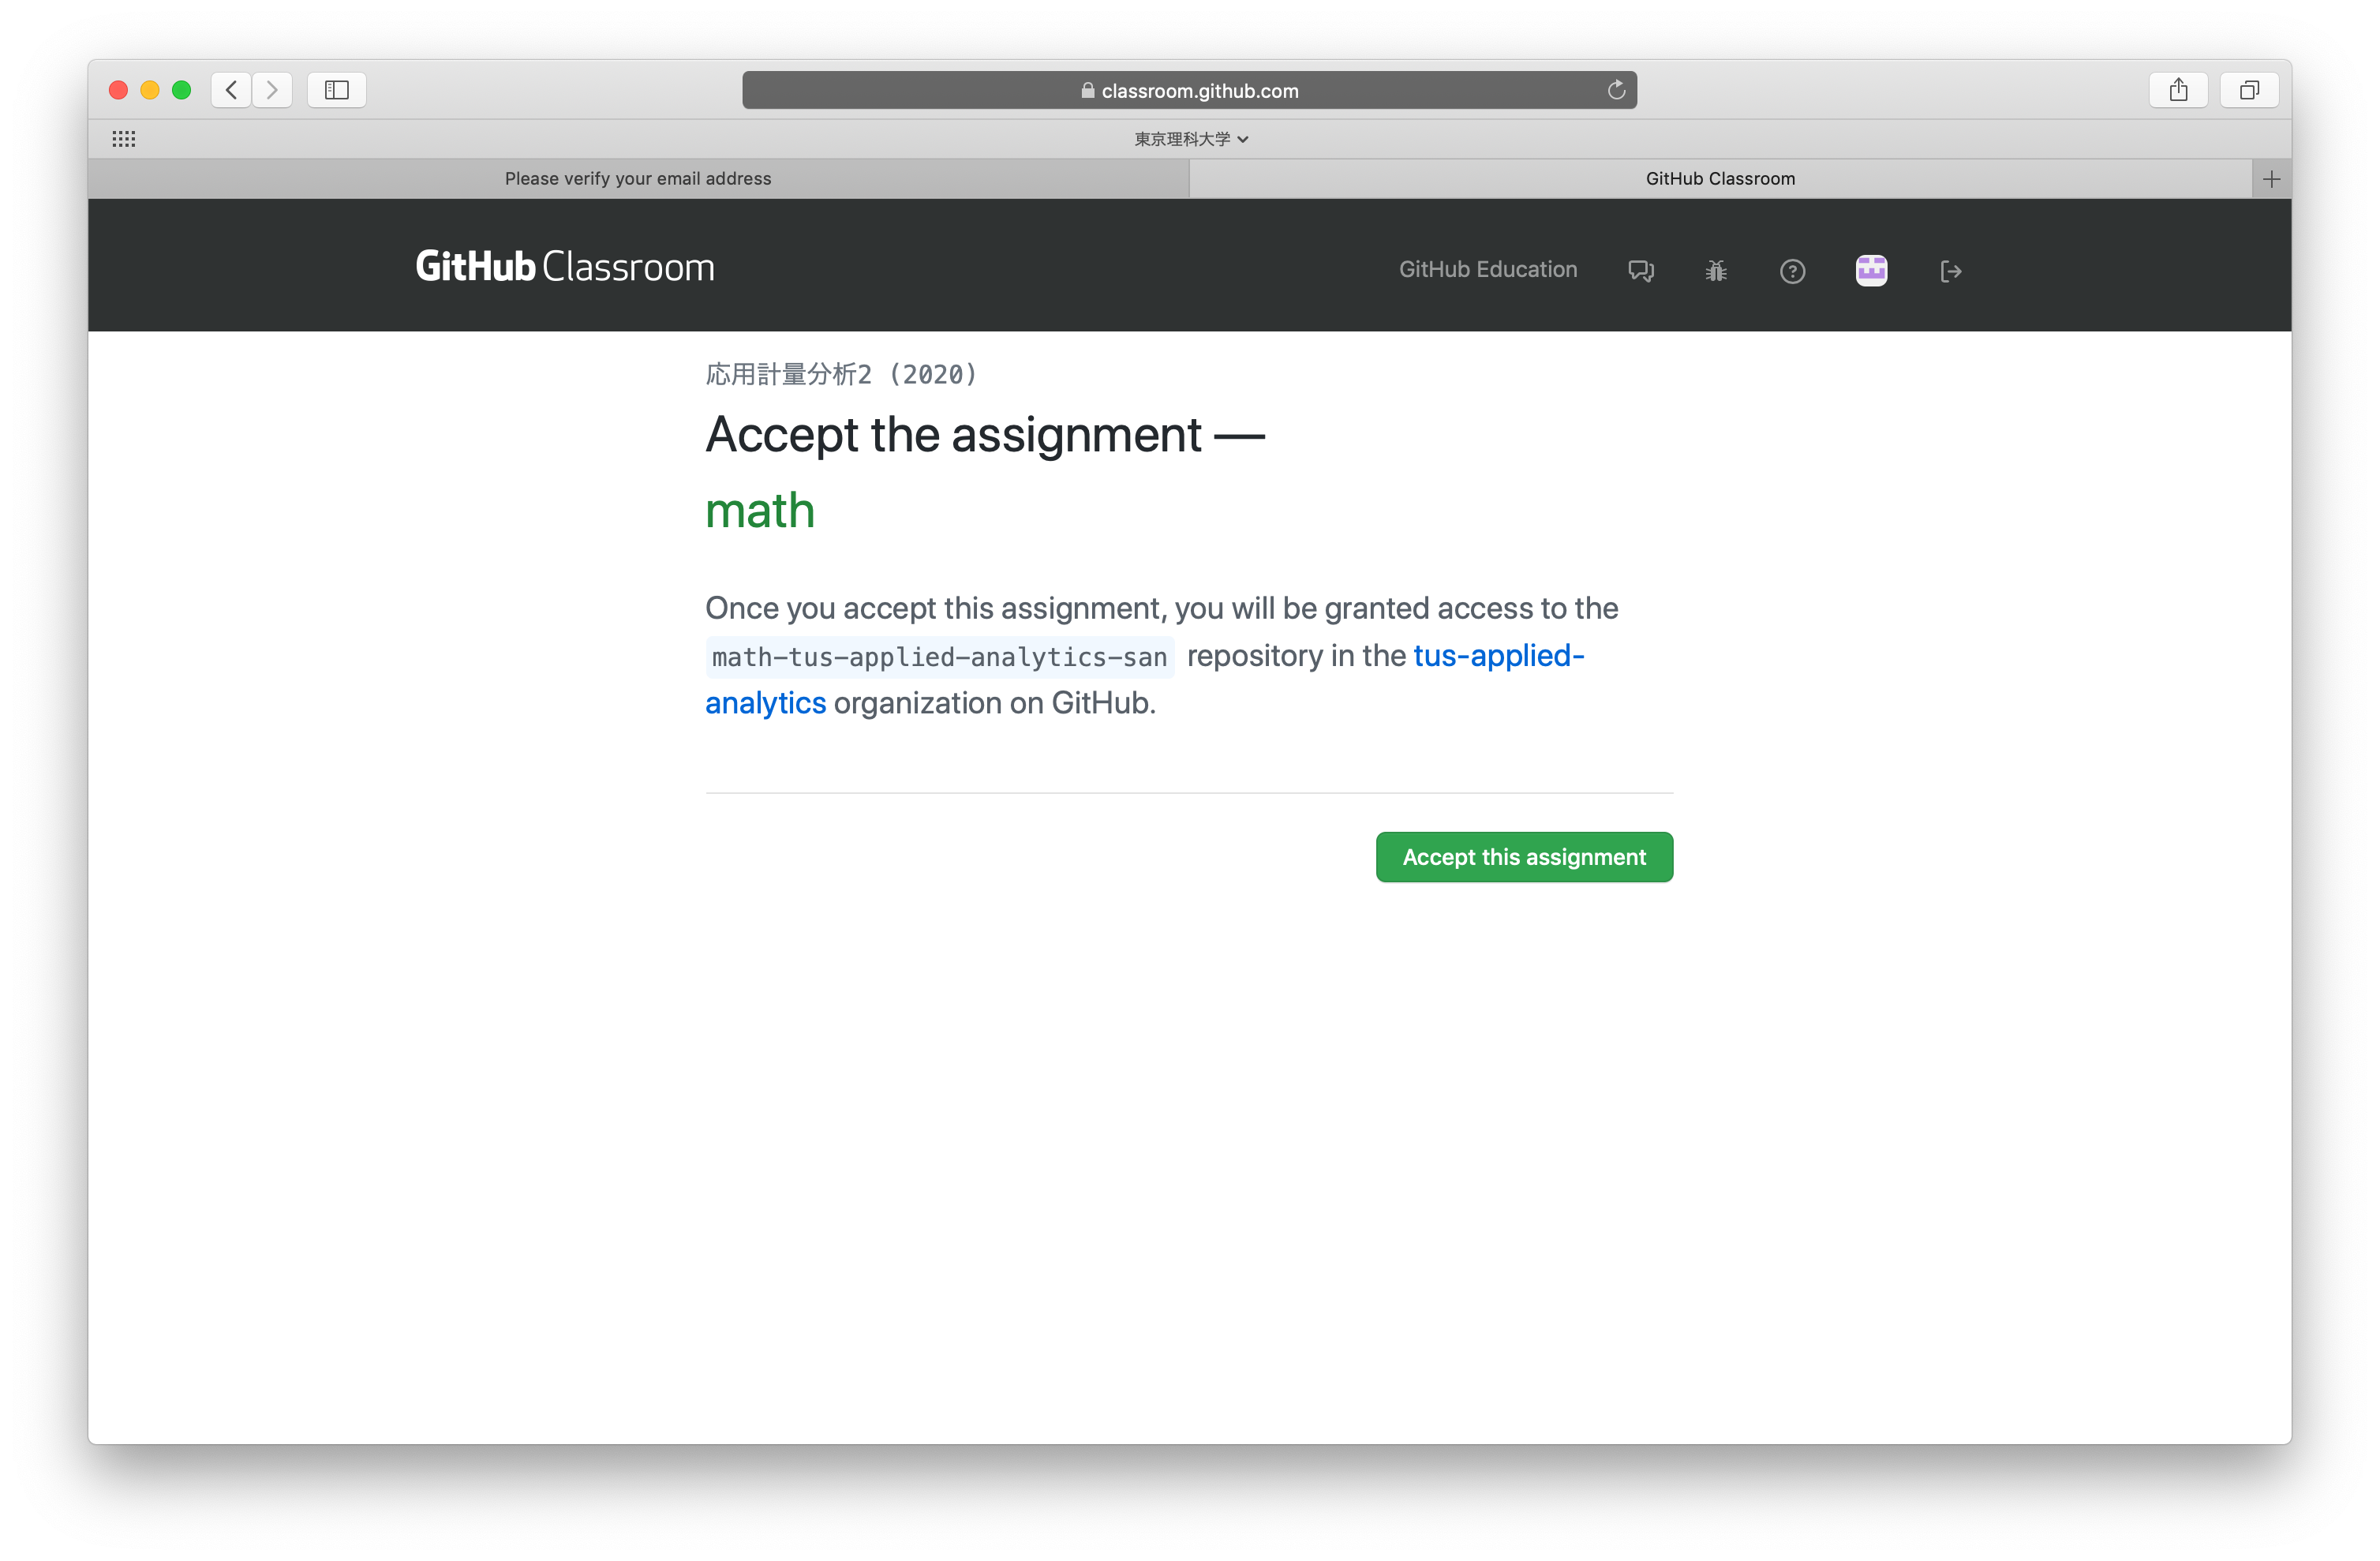 classroom.github.com
東京理科大学
Please verify your email address
GitHub Classroom
GitHub Classroom
GitHub Education
応用計量分析2 (2020)
Accept the assignment —
math
Once you accept this assignment, you will be granted access to the
math-tus-applied-analytics-san repository in the tus-applied-
analytics organization on GitHub.
Accept this assignment